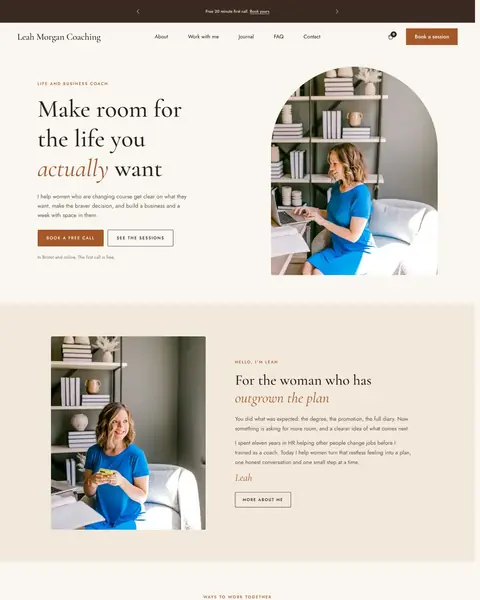 Free 20 minute first call. Book yours
Leah Morgan Coaching
About
Work with me
Journal
FAQ
Contact
0
Book a session
LIFE AND BUSINESS COACH
Make room for
the life you
actually want
I help women who are changing course get clear on what they
want, make the braver decision, and build a business and a
week with space in them.
BOOK A FREE CALL
SEE THE SESSIONS
In Bristol and online. The first call is free.
HELLO, I'M LEAH
For the woman who has
outgrown the plan
You did what was expected: the degree, the promotion, the full diary. Now
something is asking for more room, and a clearer idea of what comes next.
I spent eleven years in HR helping other people change jobs before I
trained as a coach. Today I help women turn that restless feeling into a plan,
one honest conversation and one small step at a time.
Leah
MORE ABOUT ME
WAYS TO WORK TOGETHER